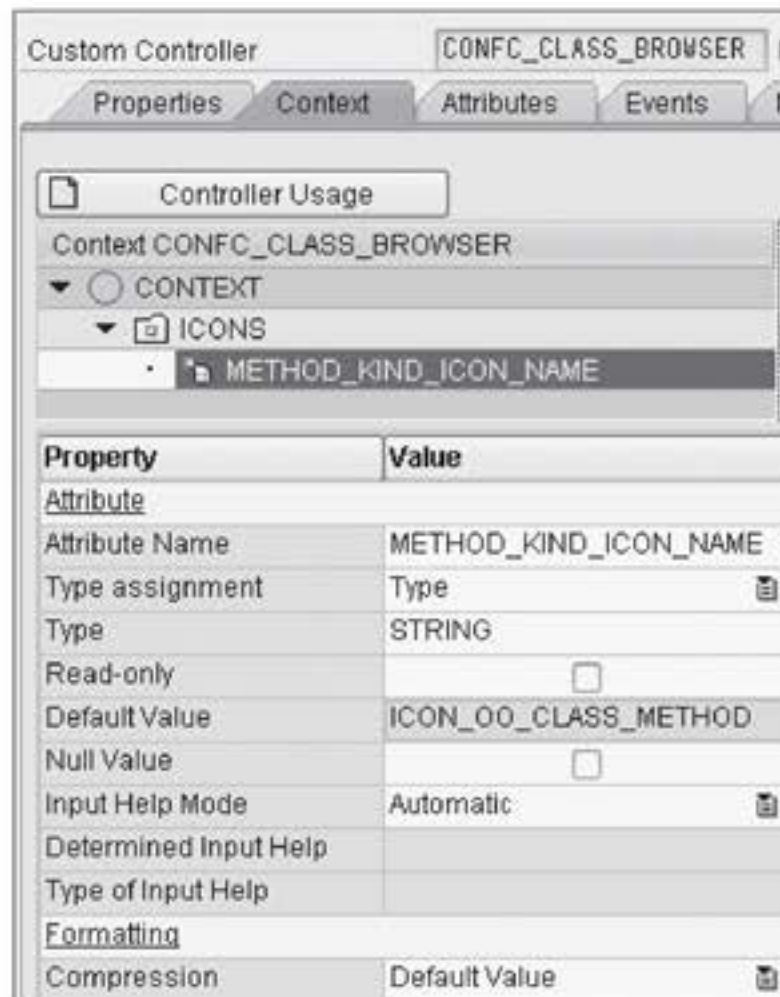 Custom Controller CONFC_CLASS_BROWSER
Properties Context Attributes Events
Controller Usage
Context CONFC_CLASS_BROWSER
CONTEXT
ICONS
METHOD_KIND_ICON_NAME
Property Value
Attribute
Attribute Name METHOD_KIND_ICON_NAME
Type assignment Type
Type STRING
Read-only
Default Value ICON_OO_CLASS_METHOD
Null Value
Input Help Mode Automatic
Determined Input Help
Type of Input Help
Formatting
Compression Default Value